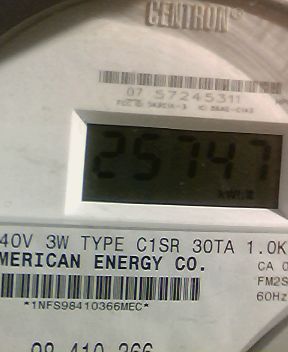 CENTRON®
07 57245311
25747
40V 3W TYPE C1SR 30TA 1.0K
MERICAN ENERGY CO.
CA 0
FM2S
60Hz
*1NFS98410366MEC*
98 410 366